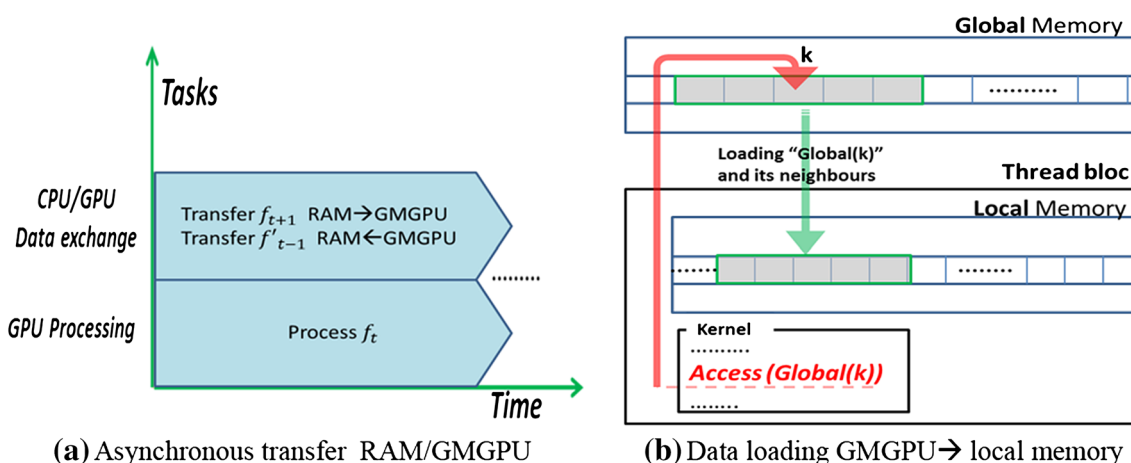 Tasks
CPU/GPU
Data exchange
Transfer fₜ₊₁ RAM→GMGPU
Transfer f'ₜ₋₁ RAM←GMGPU
..........
GPU Processing
Process fₜ
Time
(a) Asynchronous transfer RAM/GMGPU
Global Memory
k
..........
Loading "Global(k)"
and its neighbours
Thread bloc
Local Memory
.......
........
Kernel
..........
Access (Global(k))
........
(b) Data loading GMGPU→ local memory